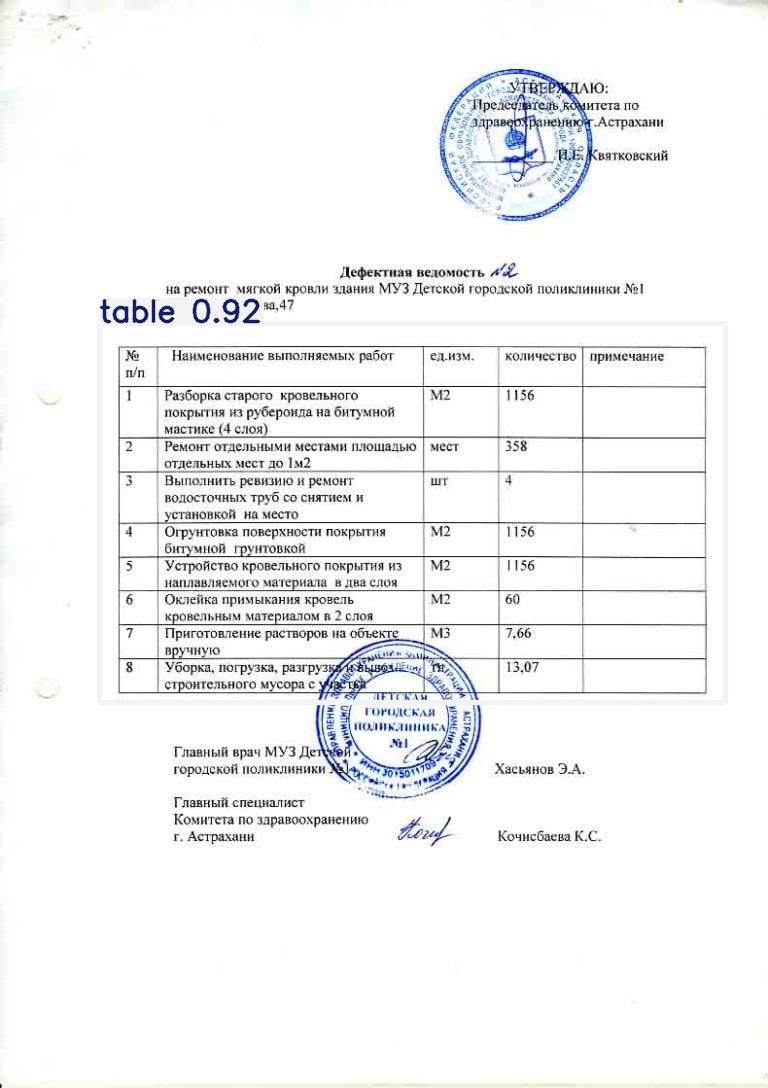 УТВЕРЖДАЮ:
Председатель комитета по
здравоохранению г.Астрахани
И.Е. Квятковский
Дефектная ведомость №2
на ремонт мягкой кровли здания МУЗ Детской городской поликлиники №1
ва,47
table 0.92
№ п/п Наименование выполняемых работ ед.изм. количество примечание
1 Разборка старого кровельного М2 1156
покрытия из рубероида на битумной
мастике (4 слоя)
2 Ремонт отдельными местами площадью мест 358
отдельных мест до 1м2
3 Выполнить ревизию и ремонт шт 4
водосточных труб со снятием и
установкой на место
4 Огрунтовка поверхности покрытия М2 1156
битумной грунтовкой
5 Устройство кровельного покрытия из М2 1156
наплавляемого материала в два слоя
6 Оклейка примыкания кровель М2 60
кровельным материалом в 2 слоя
7 Приготовление растворов на объекте М3 7,66
вручную
8 Уборка, погрузка, разгрузка и вывоз 13,07
строительного мусора с участка
ДЕТСКАЯ
ГОРОДСКАЯ
ПОЛИКЛИНИКА
№1
Главный врач МУЗ Детской
городской поликлиники №1 Хасьянов Э.А.
Главный специалист
Комитета по здравоохранению
г. Астрахани Кочисбаева К.С.